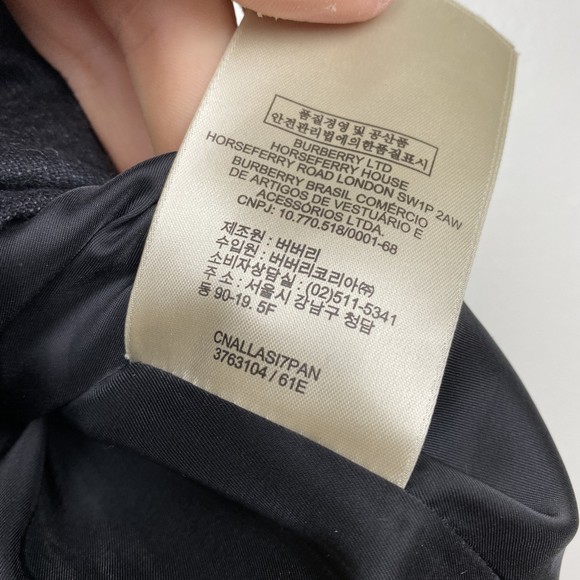 품질경영 및 공산품
안전관리법에의한품질표시
BURBERRY LTD
HORSEFERRY HOUSE
HORSEFERRY ROAD LONDON SW1P 2AW
BURBERRY BRASIL COMÉRCIO
DE ARTIGOS DE VESTUÁRIO E
ACESSÓRIOS LTDA.
CNPJ: 10.770.518/0001-68
제조원 : 버버리
수입원 : 버버리코리아㈜
소비자상담실 : (02)511-5341
주 소 : 서울시 강남구 청담
동 90-19. 5F
CNALLASI7PAN
3763104 / 61E